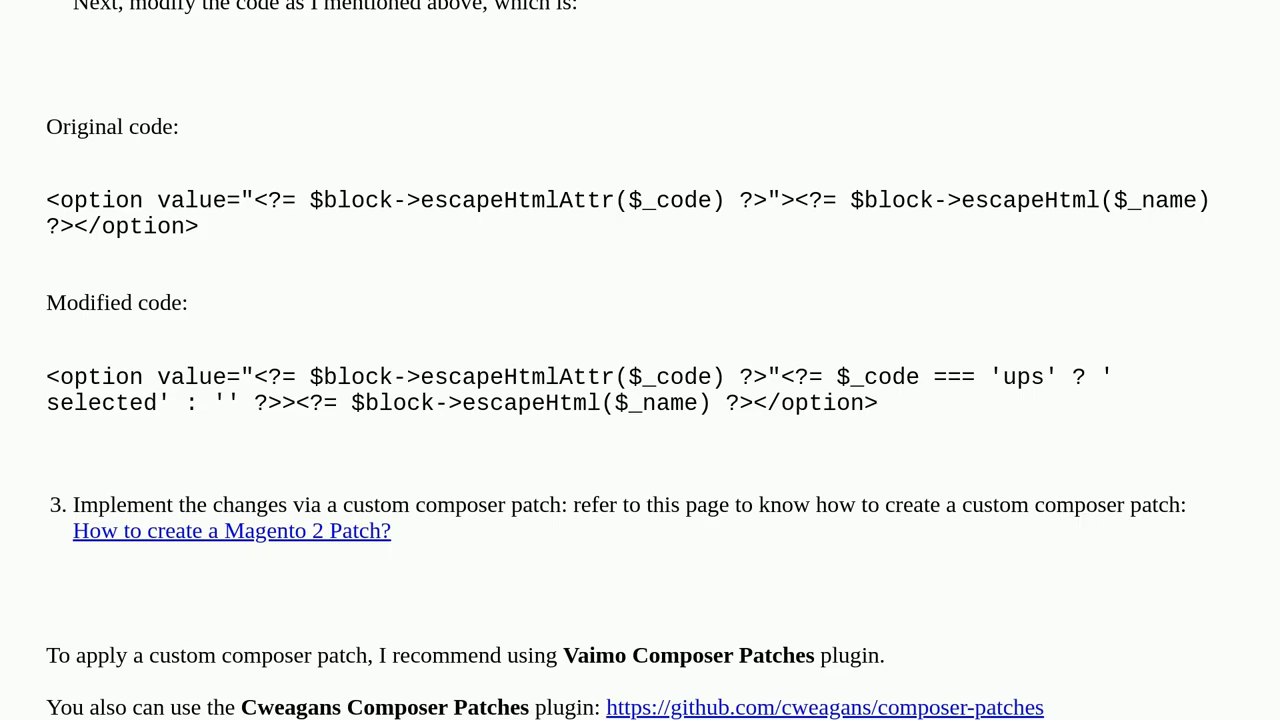 Next, modify the code as I mentioned above, which is:
Original code:
<option value="<?= $block->escapeHtmlAttr($_code) ?>"><?= $block->escapeHtml($_name)
?></option>
Modified code:
<option value="<?= $block->escapeHtmlAttr($_code) ?>"<?= $_code === 'ups' ? '
selected' : '' ?>><?= $block->escapeHtml($_name) ?></option>
3. Implement the changes via a custom composer patch: refer to this page to know how to create a custom composer patch:
How to create a Magento 2 Patch?
To apply a custom composer patch, I recommend using Vaimo Composer Patches plugin.
You also can use the Cweagans Composer Patches plugin: https://github.com/cweagans/composer-patches